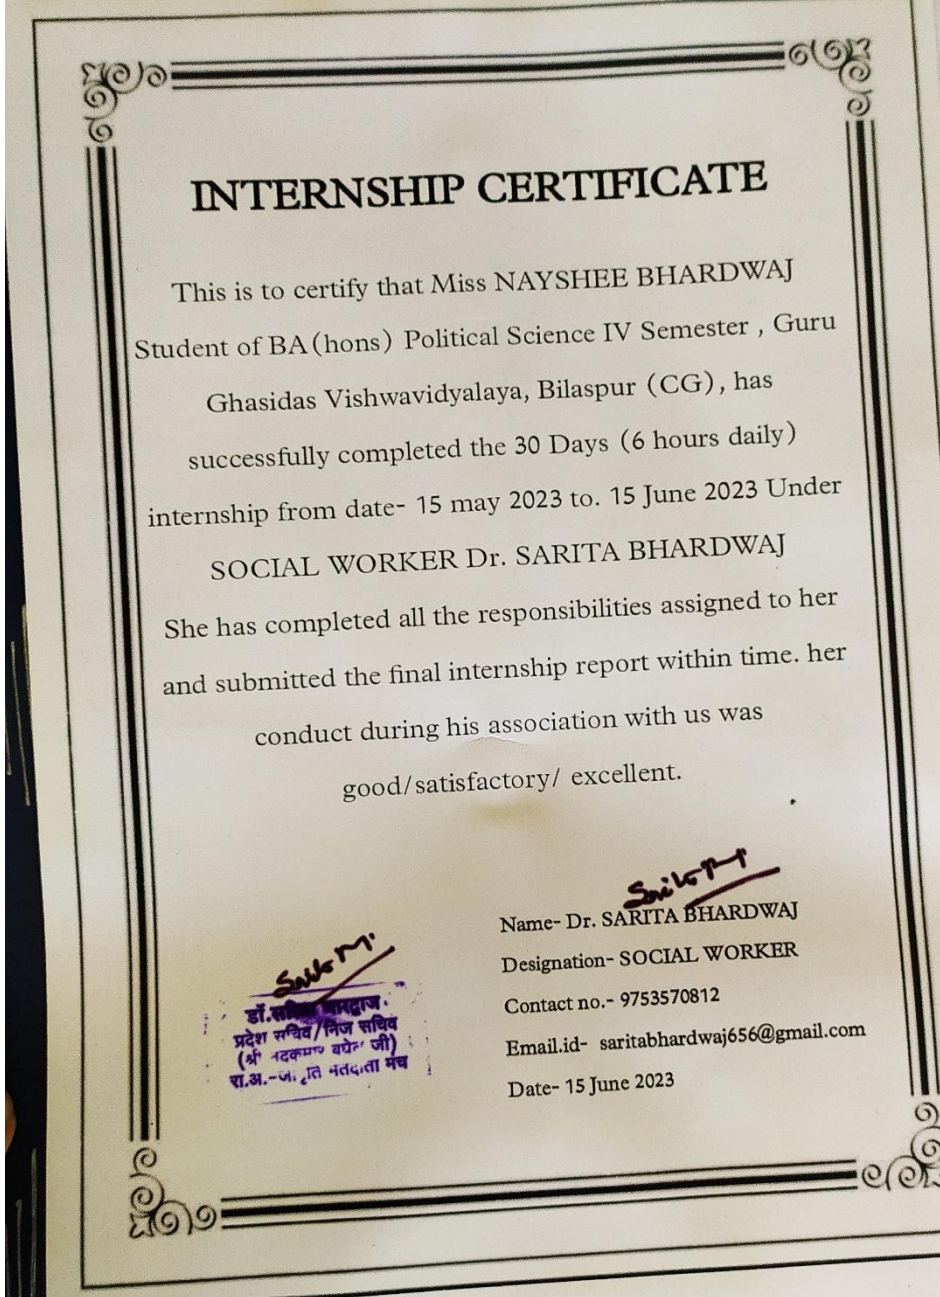 INTERNSHIP CERTIFICATE
This is to certify that Miss NAYSHEE BHARDWAJ
Student of BA(hons) Political Science IV Semester , Guru
Ghasidas Vishwavidyalaya, Bilaspur (CG), has
successfully completed the 30 Days (6 hours daily)
internship from date- 15 may 2023 to. 15 June 2023 Under
SOCIAL WORKER Dr. SARITA BHARDWAJ
She has completed all the responsibilities assigned to her
and submitted the final internship report within time. her
conduct during his association with us was
good/satisfactory/ excellent.
Name- Dr. SARITA BHARDWAJ
Designation- SOCIAL WORKER
Contact no.- 9753570812
Email.id- saritabhardwaj656@gmail.com
Date- 15 June 2023
डॉ.
प्रदेश सचिव/निज सचिव
(श्री जी)
रा.अ.- मतदाता मंच